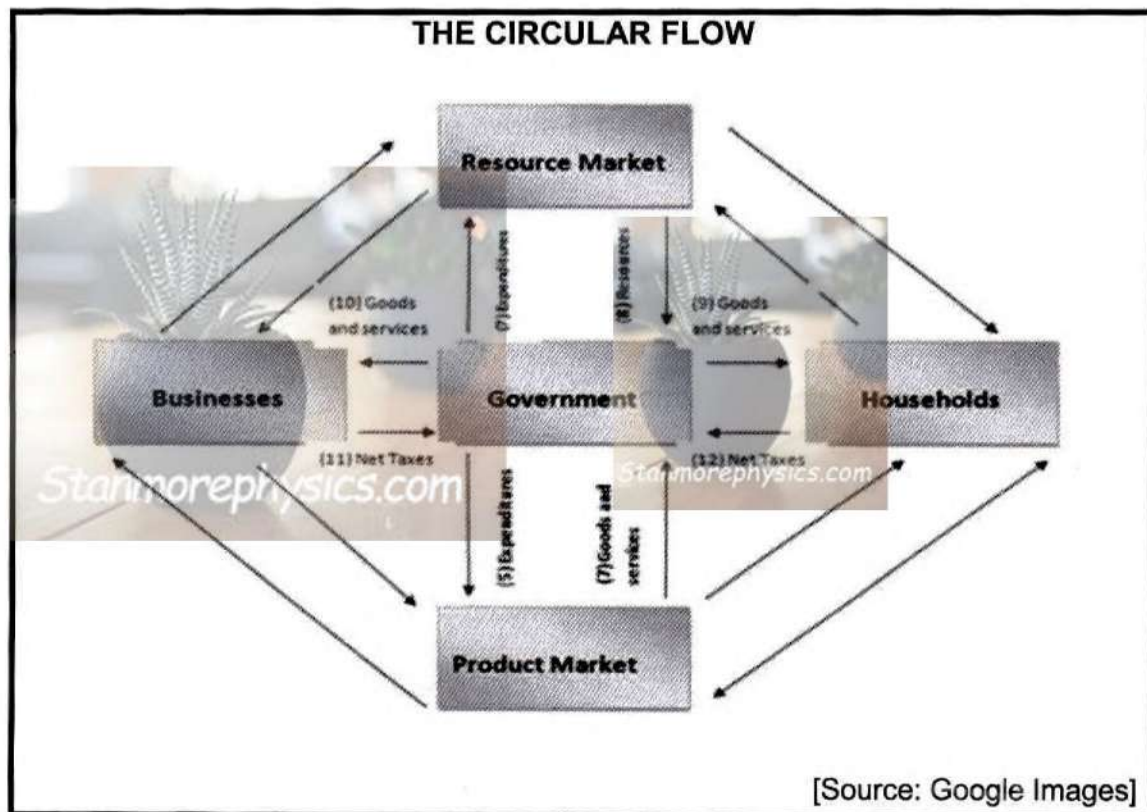 THE CIRCULAR FLOW
Resource Market
(7) Expenditures
(8) Resources
(10) Goods
and services
(9) Goods
and services
Businesses
Government
Households
(11) Net Taxes
(12) Net Taxes
Stanmorephysics.com
Stanmorephysics.com
(5) Expenditures
(7) Goods and
services
Product Market
[Source: Google Images]